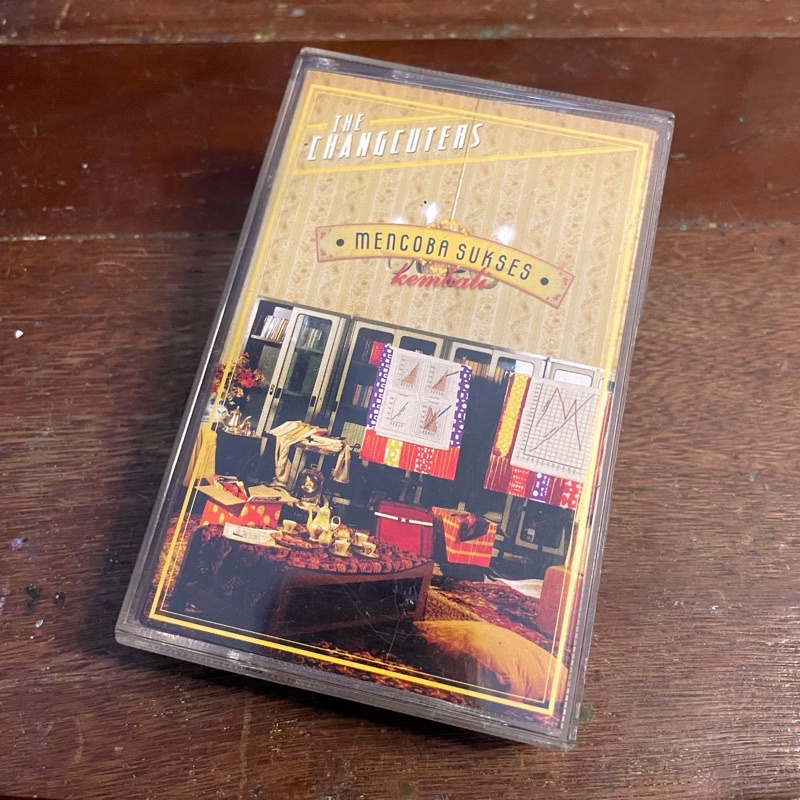 THE
CHANGCUTERS
MENCOBA SUKSES
kembali